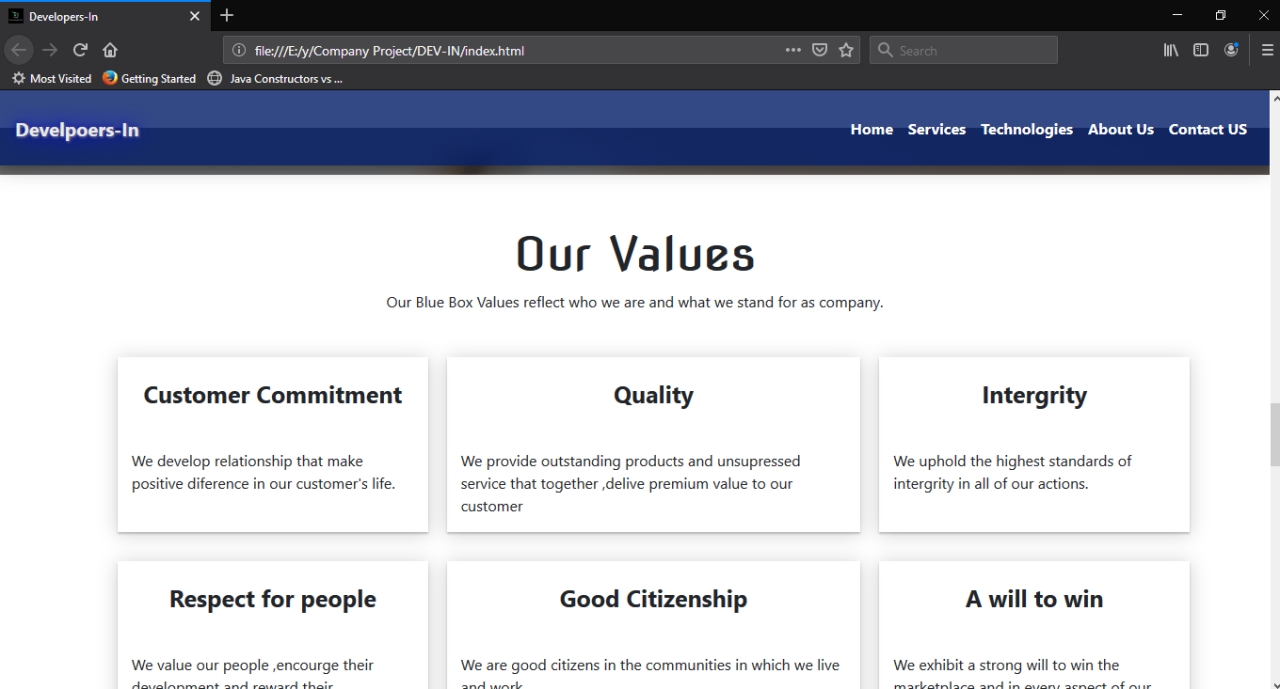 Developers-In
file:///E:/y/Company Project/DEV-IN/index.html
Search
Most Visited Getting Started Java Constructors vs ...
Develpoers-In
Home Services Technologies About Us Contact US
Our Values
Our Blue Box Values reflect who we are and what we stand for as company.
Customer Commitment
We develop relationship that make
positive diference in our customer's life.
Quality
We provide outstanding products and unsupressed
service that together ,delive premium value to our
customer
Intergrity
We uphold the highest standards of
intergrity in all of our actions.
Respect for people
We value our people ,encourge their
development and reward their
Good Citizenship
We are good citizens in the communities in which we live
and work
A will to win
We exhibit a strong will to win the
marketplace and in every aspect of our